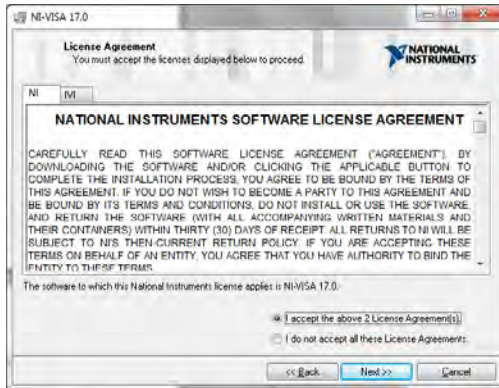 NI-VISA 17.0
License Agreement
You must accept the licenses displayed below to proceed.
NATIONAL
INSTRUMENTS
NI IVI
NATIONAL INSTRUMENTS SOFTWARE LICENSE AGREEMENT
CAREFULLY READ THIS SOFTWARE LICENSE AGREEMENT ("AGREEMENT"). BY
DOWNLOADING THE SOFTWARE AND/OR CLICKING THE APPLICABLE BUTTON TO
COMPLETE THE INSTALLATION PROCESS, YOU AGREE TO BE BOUND BY THE TERMS OF
THIS AGREEMENT. IF YOU DO NOT WISH TO BECOME A PARTY TO THIS AGREEMENT AND
BE BOUND BY ITS TERMS AND CONDITIONS, DO NOT INSTALL OR USE THE SOFTWARE,
AND RETURN THE SOFTWARE (WITH ALL ACCOMPANYING WRITTEN MATERIALS AND
THEIR CONTAINERS) WITHIN THIRTY (30) DAYS OF RECEIPT. ALL RETURNS TO NI WILL BE
SUBJECT TO NI'S THEN-CURRENT RETURN POLICY. IF YOU ARE ACCEPTING THESE
TERMS ON BEHALF OF AN ENTITY, YOU AGREE THAT YOU HAVE AUTHORITY TO BIND THE
ENTITY TO THESE TERMS.
The software to which this National Instruments license applies is NI-VISA 17.0.
I accept the above 2 License Agreement(s).
I do not accept all these License Agreements.
<< Back Next >> Cancel